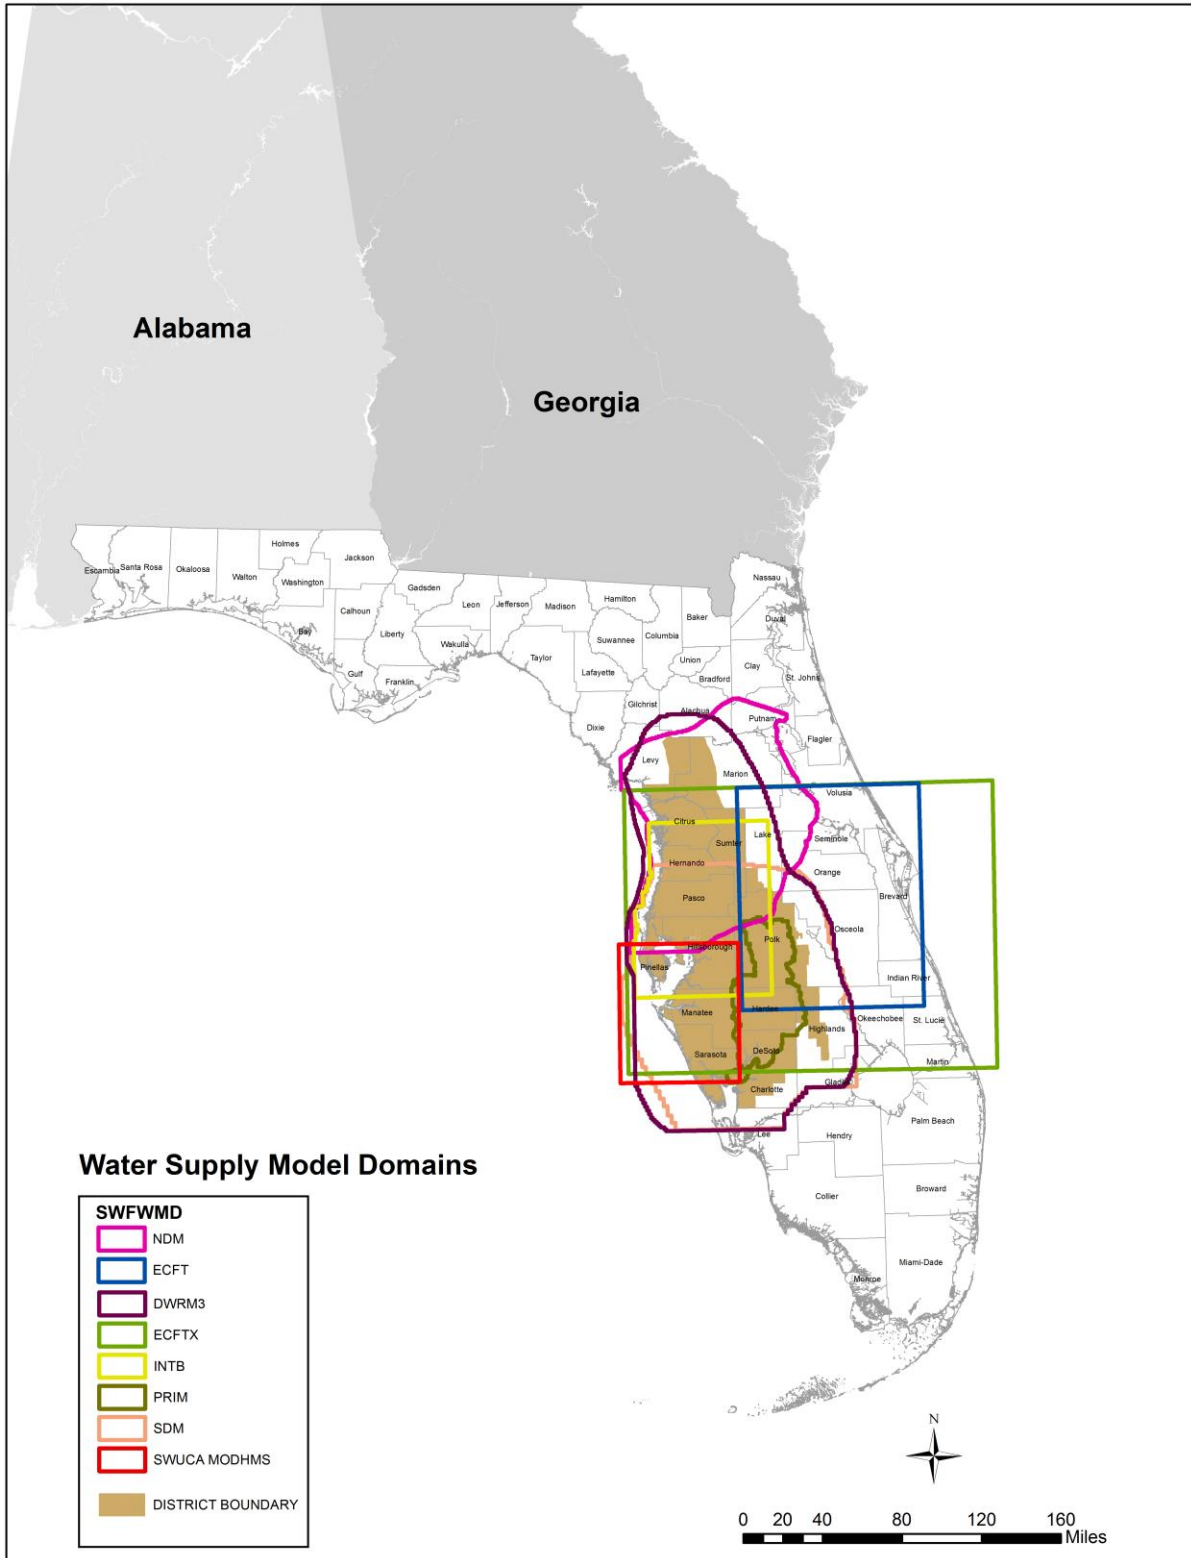 Alabama
Georgia
Holmes
Jackson
Escambia
Santa Rosa
Okaloosa
Walton
Washington
Gadsden
Calhoun
Leon
Jefferson
Madison
Hamilton
Nassau
Bay
Liberty
Wakulla
Taylor
Suwannee
Columbia
Baker
Duval
Gulf
Franklin
Lafayette
Union
Bradford
Clay
St. Johns
Dixie
Gilchrist
Alachua
Putnam
Flagler
Levy
Marion
Volusia
Citrus
Sumter
Lake
Seminole
Hernando
Orange
Pasco
Brevard
Osceola
Hillsborough
Polk
Pinellas
Indian River
Manatee
Hardee
Okeechobee
St. Lucie
Highlands
Sarasota
DeSoto
Martin
Charlotte
Glades
Lee
Hendry
Palm Beach
Collier
Broward
Miami-Dade
Monroe
Water Supply Model Domains
SWFWMD
NDM
ECFT
DWRM3
ECFTX
INTB
PRIM
SDM
SWUCA MODHMS
DISTRICT BOUNDARY
N
0 20 40 80 120 160
Miles